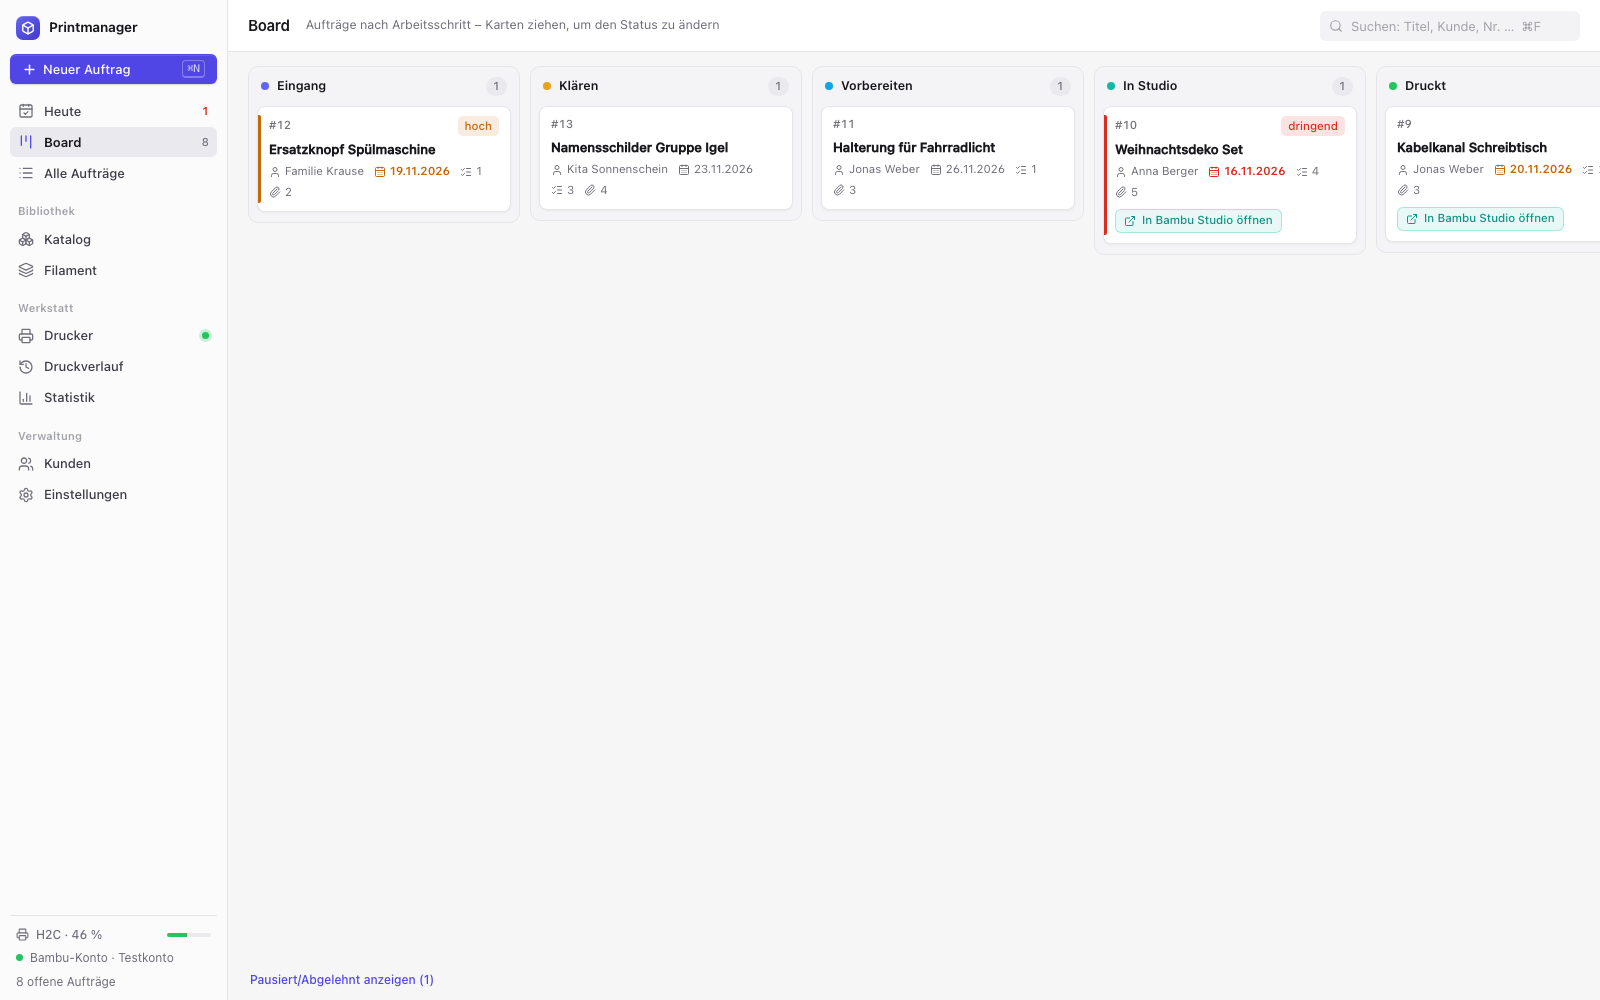 Printmanager
Neuer Auftrag ⌘N
Heute 1
Board 8
Alle Aufträge
Bibliothek
Katalog
Filament
Werkstatt
Drucker
Druckverlauf
Statistik
Verwaltung
Kunden
Einstellungen
H2C · 46 %
Bambu-Konto · Testkonto
8 offene Aufträge
Board Aufträge nach Arbeitsschritt – Karten ziehen, um den Status zu ändern
Suchen: Titel, Kunde, Nr. ... ⌘F
Eingang 1
#12 hoch
Ersatzknopf Spülmaschine
Familie Krause 19.11.2026 1
2
Klären 1
#13
Namensschilder Gruppe Igel
Kita Sonnenschein 23.11.2026
3 4
Vorbereiten 1
#11
Halterung für Fahrradlicht
Jonas Weber 26.11.2026 1
3
In Studio 1
#10 dringend
Weihnachtsdeko Set
Anna Berger 16.11.2026 4
5
In Bambu Studio öffnen
Druckt
#9
Kabelkanal Schreibtisch
Jonas Weber 20.11.2026
3
In Bambu Studio öffnen
Pausiert/Abgelehnt anzeigen (1)